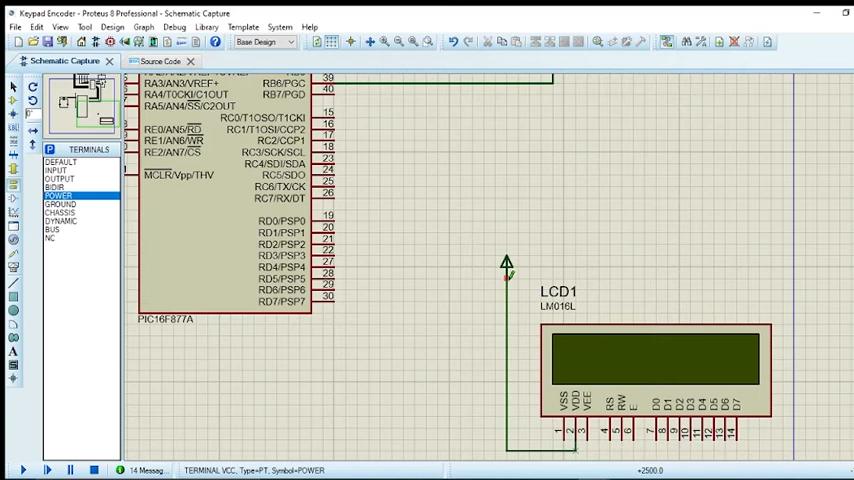 Keypad Encoder - Proteus 8 Professional - Schematic Capture
File Edit View Tool Design Graph Debug Library Template System Help
Base Design
Schematic Capture
Source Code
TERMINALS
DEFAULT
INPUT
OUTPUT
BIDIR
POWER
GROUND
CHASSIS
DYNAMIC
BUS
NC
RA3/AN3/VREF+
RA4/T0CKI/C1OUT
RA5/AN4/SS/C2OUT
RE0/AN5/RD
RE1/AN6/WR
RE2/AN7/CS
MCLR/Vpp/THV
39
RB6/PGC
RB7/PGD 40
RC0/T1OSO/T1CKI 15
RC1/T1OSI/CCP2 16
RC2/CCP1 17
RC3/SCK/SCL 18
RC4/SDI/SDA 23
RC5/SDO 24
RC6/TX/CK 25
RC7/RX/DT 26
RD0/PSP0 19
RD1/PSP1 20
RD2/PSP2 21
RD3/PSP3 22
RD4/PSP4 27
RD5/PSP5 28
RD6/PSP6 29
RD7/PSP7 30
PIC16F877A
LCD1
LM016L
VSS VDD VEE RS RW E D0 D1 D2 D3 D4 D5 D6 D7
1 2 3 4 5 6 7 8 9 10 11 12 13 14
14 Messag...
TERMINAL VCC, Type=PT, Symbol=POWER
+2500.0